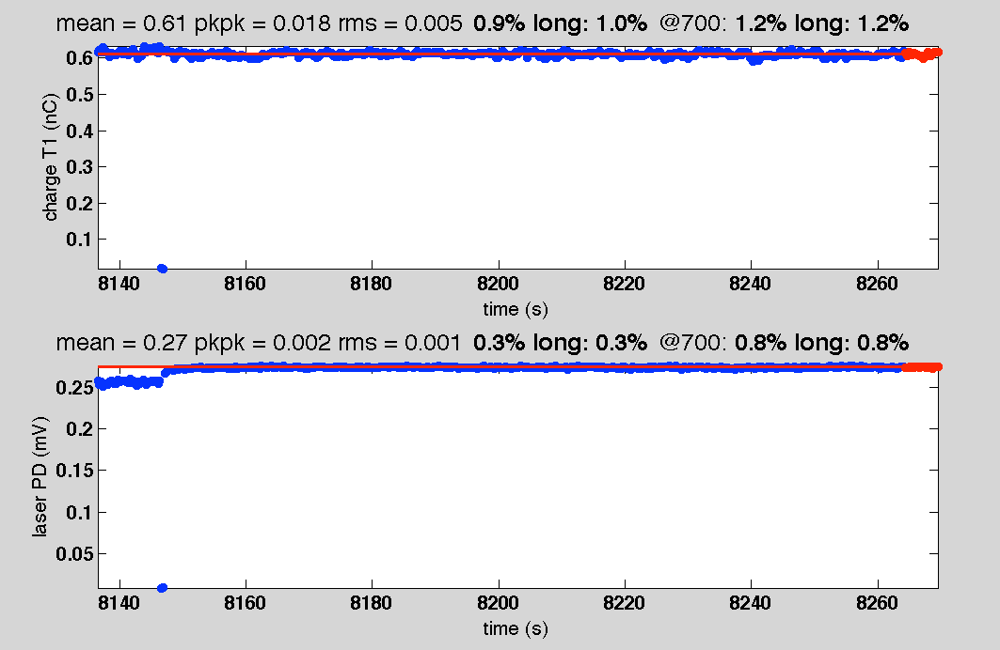 mean = 0.61 pkpk = 0.018 rms = 0.005 0.9% long: 1.0% @700: 1.2% long: 1.2%
0.6
0.5
0.4
0.3
0.2
0.1
charge T1 (nC)
8140 8160 8180 8200 8220 8240 8260
time (s)
mean = 0.27 pkpk = 0.002 rms = 0.001 0.3% long: 0.3% @700: 0.8% long: 0.8%
0.25
0.2
0.15
0.1
0.05
laser PD (mV)
8140 8160 8180 8200 8220 8240 8260
time (s)